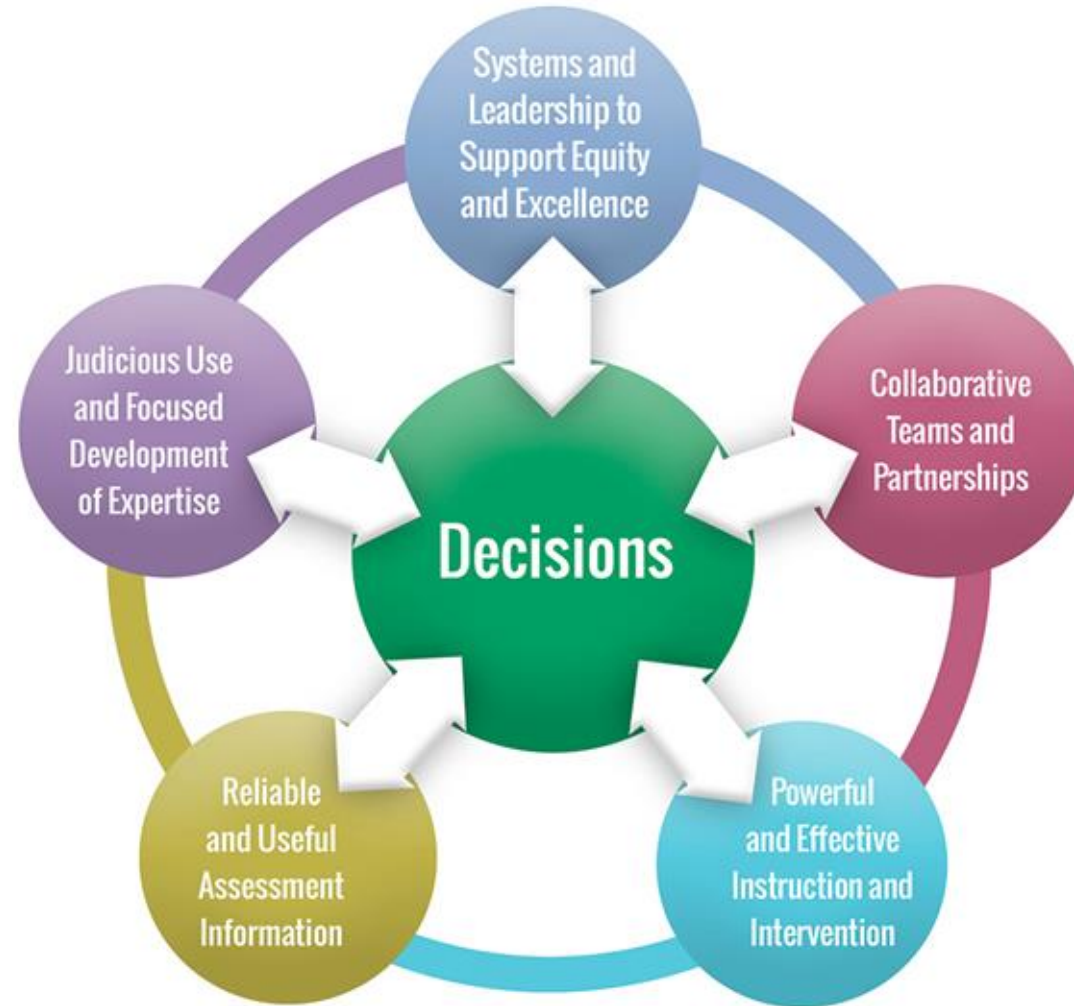 Systems and
Leadership to
Support Equity
and Excellence
Judicious Use
and Focused
Development
of Expertise
Collaborative
Teams and
Partnerships
Decisions
Reliable
and Useful
Assessment
Information
Powerful
and Effective
Instruction and
Intervention